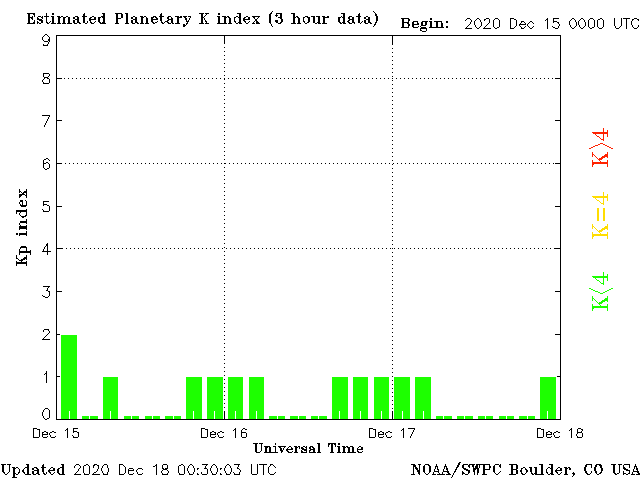 Estimated Planetary K index (3 hour data) Begin: 2020 Dec 15 0000 UTC
9
8
7
6
5
4
3
2
1
0
Kp index
K>4
K=4
K<4
Dec 15 Dec 16 Dec 17 Dec 18
Universal Time
Updated 2020 Dec 18 00:30:03 UTC NOAA/SWPC Boulder, CO USA